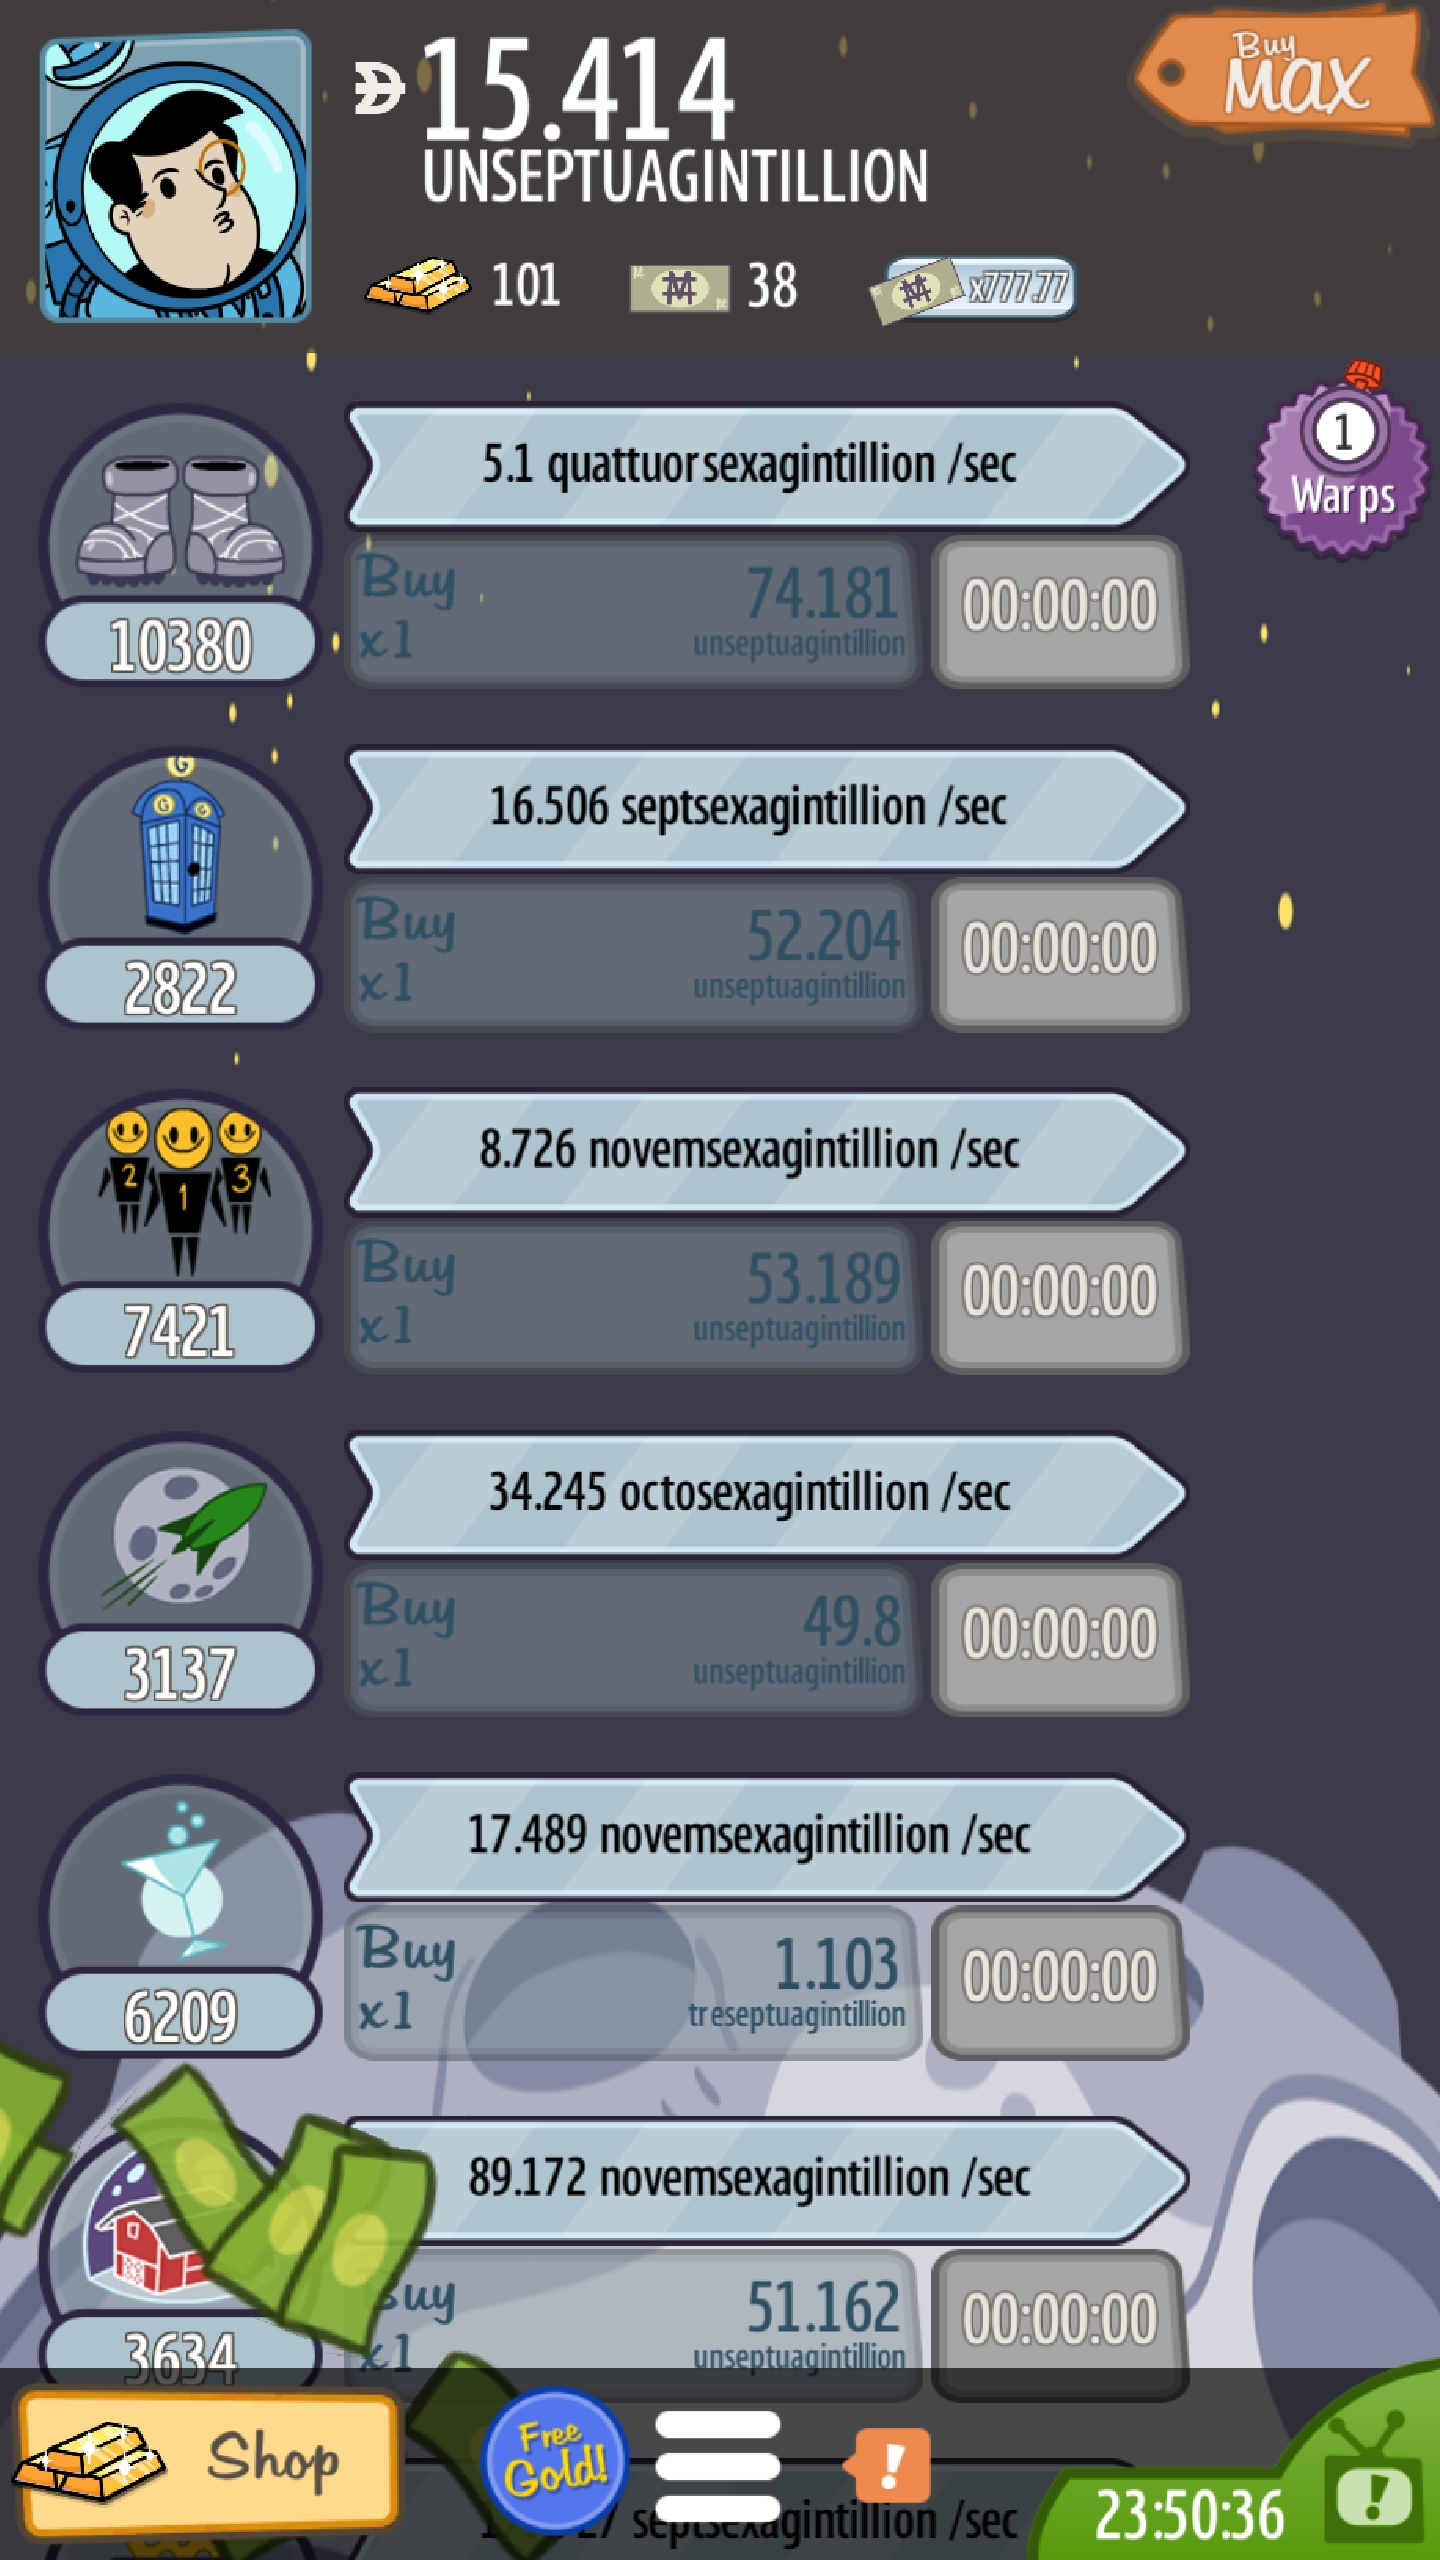 15.414
UNSEPTUAGINTILLION
Buy
MAX
101
38
x777.77
1
Warps
5.1 quattuorsexagintillion /sec
Buy
x1
74.181
unseptuagintillion
00:00:00
10380
G
G G
16.506 septsexagintillion /sec
Buy
x1
52.204
unseptuagintillion
00:00:00
2822
2 1 3
8.726 novemsexagintillion /sec
Buy
x1
53.189
unseptuagintillion
00:00:00
7421
34.245 octosexagintillion /sec
Buy
x1
49.8
unseptuagintillion
00:00:00
3137
17.489 novemsexagintillion /sec
Buy
x1
1.103
treseptuagintillion
00:00:00
6209
89.172 novemsexagintillion /sec
Buy
x1
51.162
unseptuagintillion
00:00:00
3634
Shop
Free
Gold!
!
septsexagintillion /sec
23:50:36
!